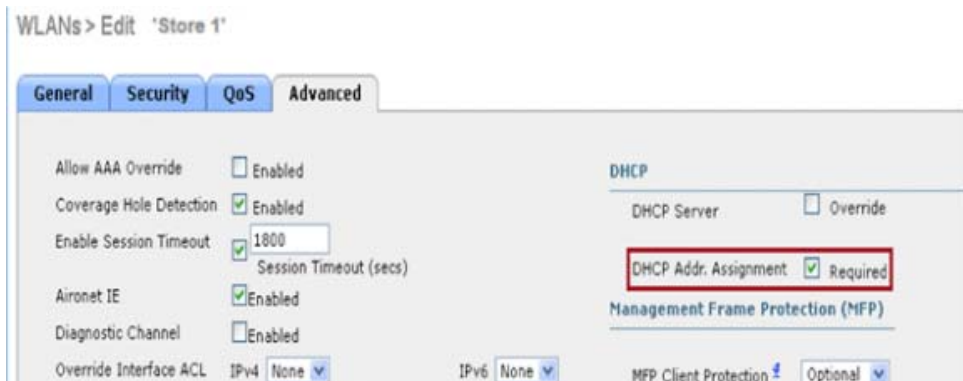 WLANs > Edit 'Store 1'
General Security QoS Advanced
Allow AAA Override Enabled
Coverage Hole Detection Enabled
Enable Session Timeout 1800
Session Timeout (secs)
Aironet IE Enabled
Diagnostic Channel Enabled
Override Interface ACL IPv4 None IPv6 None
DHCP
DHCP Server Override
DHCP Addr. Assignment Required
Management Frame Protection (MFP)
MFP Client Protection 4 Optional